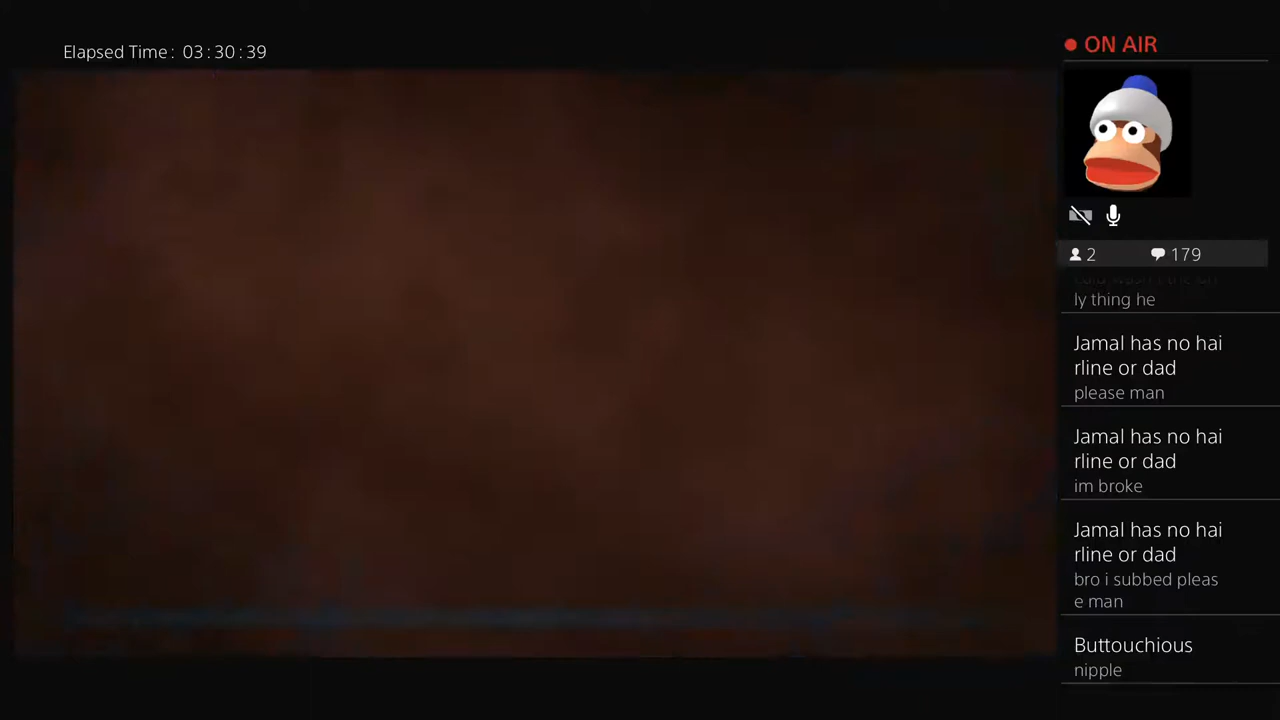 Elapsed Time: 03:30:39
ON AIR
2 179
ly thing he
Jamal has no hai
rline or dad
please man
Jamal has no hai
rline or dad
im broke
Jamal has no hai
rline or dad
bro i subbed pleas
e man
Buttouchious
nipple